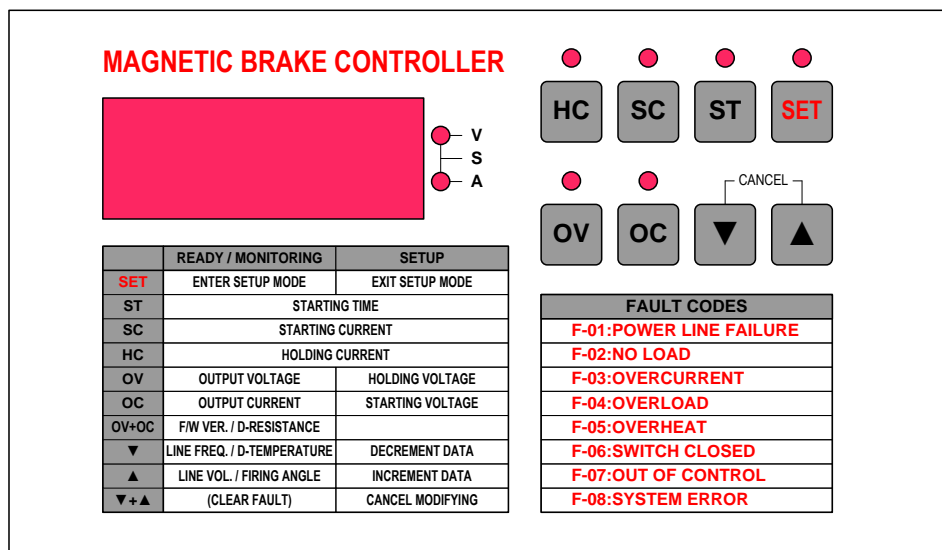 MAGNETIC BRAKE CONTROLLER
V
S
A
HC SC ST SET
CANCEL
OV OC ▼ ▲
READY / MONITORING SETUP
SET ENTER SETUP MODE EXIT SETUP MODE
ST STARTING TIME
SC STARTING CURRENT
HC HOLDING CURRENT
OV OUTPUT VOLTAGE HOLDING VOLTAGE
OC OUTPUT CURRENT STARTING VOLTAGE
OV+OC F/W VER. / D-RESISTANCE
▼ LINE FREQ. / D-TEMPERATURE DECREMENT DATA
▲ LINE VOL. / FIRING ANGLE INCREMENT DATA
▼+▲ (CLEAR FAULT) CANCEL MODIFYING
FAULT CODES
F-01:POWER LINE FAILURE
F-02:NO LOAD
F-03:OVERCURRENT
F-04:OVERLOAD
F-05:OVERHEAT
F-06:SWITCH CLOSED
F-07:OUT OF CONTROL
F-08:SYSTEM ERROR